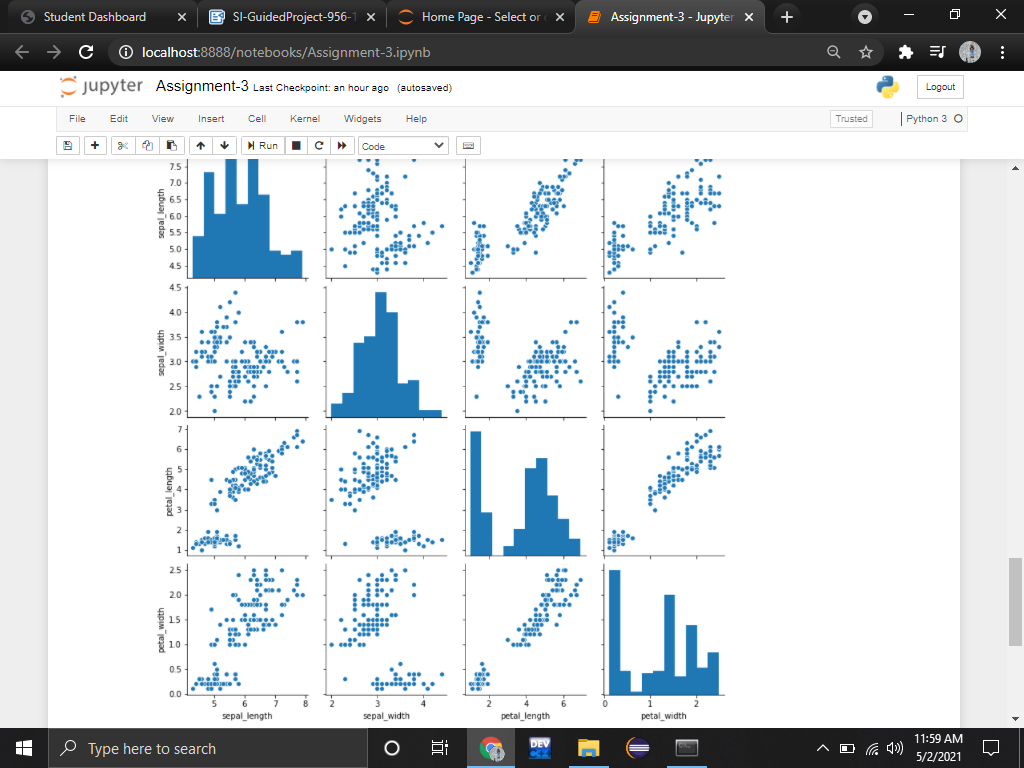 Student Dashboard
SI-GuidedProject-956-1
Home Page - Select or c
Assignment-3 - Jupyter
localhost:8888/notebooks/Assignment-3.ipynb
jupyter Assignment-3 Last Checkpoint: an hour ago (autosaved)
Logout
File Edit View Insert Cell Kernel Widgets Help
Trusted
Python 3
Run
Code
7.5
7.0
6.5
6.0
5.5
5.0
4.5
sepal_length
4.5
4.0
3.5
3.0
2.5
2.0
sepal_width
7
6
5
4
3
2
1
petal_length
2.5
2.0
1.5
1.0
0.5
0.0
petal_width
5 6 7 8 2 3 4 2 4 6 0 1 2
sepal_length sepal_width petal_length petal_width
Type here to search
DEV
11:59 AM
5/2/2021